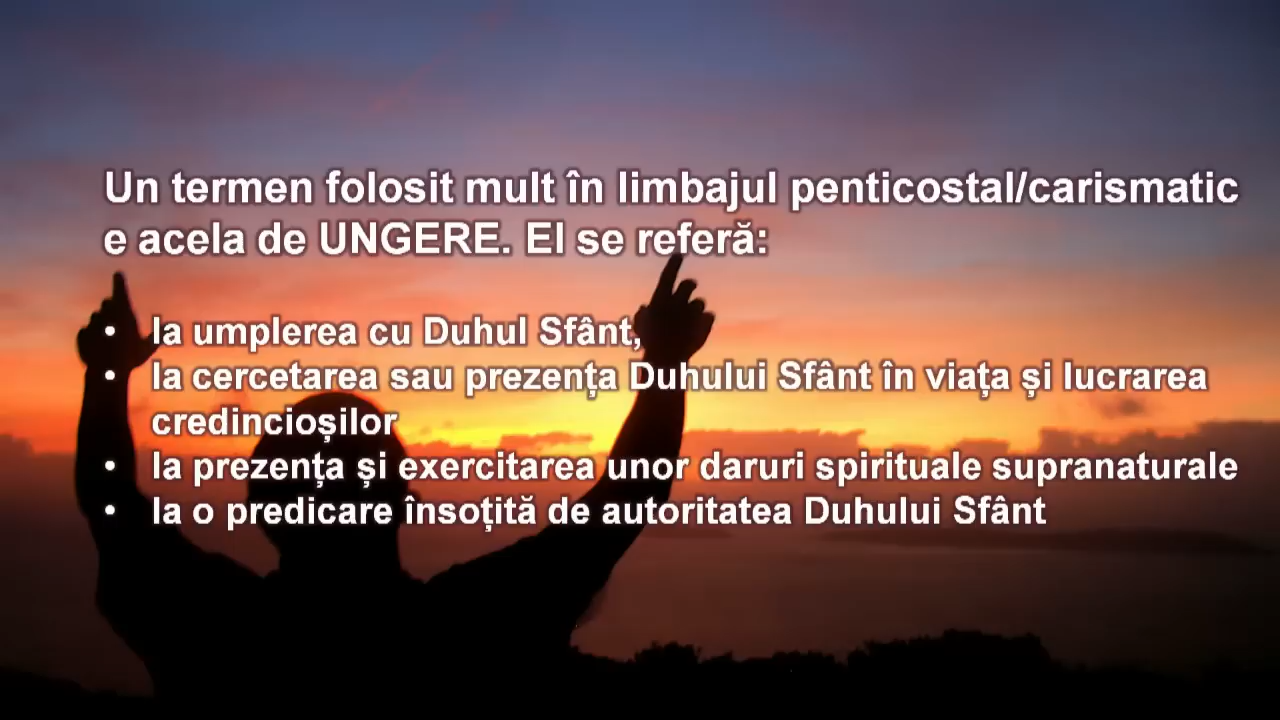 Un termen folosit mult în limbajul penticostal/carismatic
e acela de UNGERE. El se referă:
• la umplerea cu Duhul Sfânt,
• la cercetarea sau prezența Duhului Sfânt în viața și lucrarea
credincioșilor
• la prezența și exercitarea unor daruri spirituale supranaturale
• la o predicare însoțită de autoritatea Duhului Sfânt